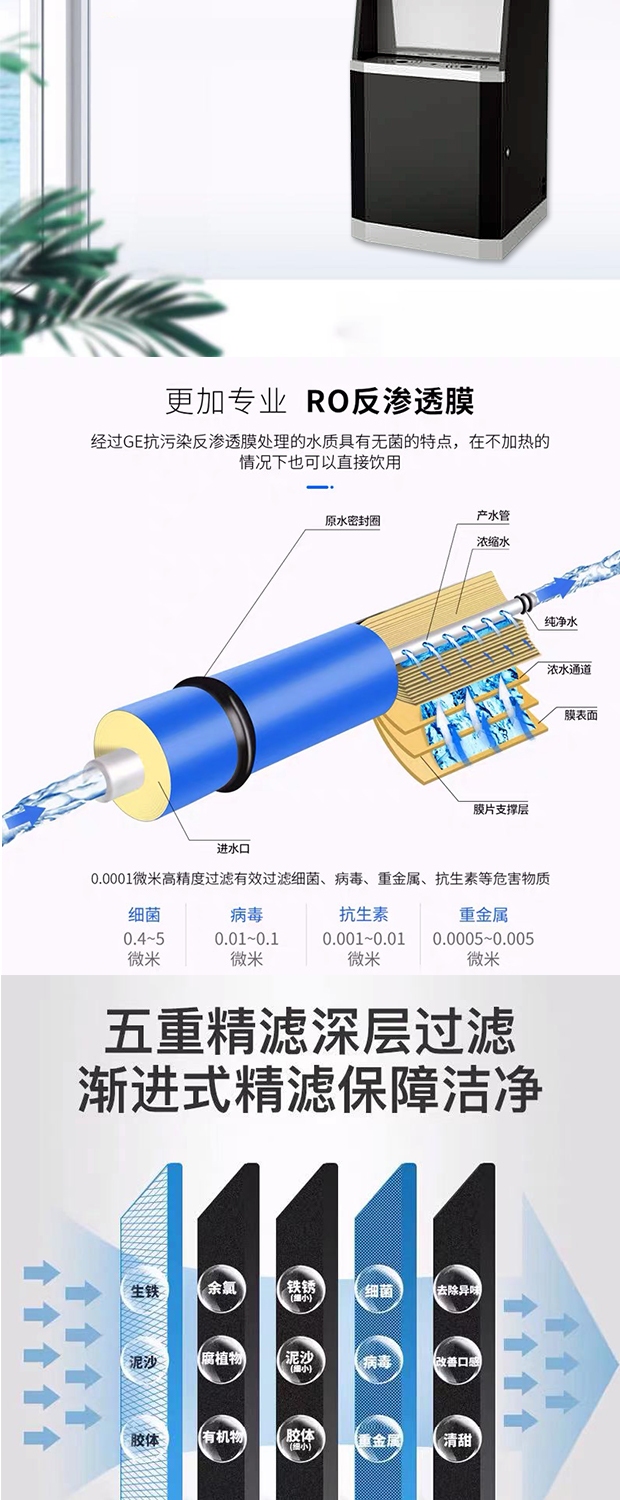 更加专业 RO反渗透膜
经过GE抗污染反渗透膜处理的水质具有无菌的特点，在不加热的
情况下也可以直接饮用
原水密封圈
产水管
浓缩水
纯净水
浓水通道
膜表面
膜片支撑层
进水口
0.0001微米高精度过滤有效过滤细菌、病毒、重金属、抗生素等危害物质
细菌 病毒 抗生素 重金属
0.4~5 0.01~0.1 0.001~0.01 0.0005~0.005
微米 微米 微米 微米
五重精滤深层过滤
渐进式精滤保障洁净
生铁 余氯 铁锈 细菌 去除异味
(细小)
泥沙 腐植物 泥沙 病毒 改善口感
(细小)
胶体 有机物 胶体 重金属 清甜
(细小)